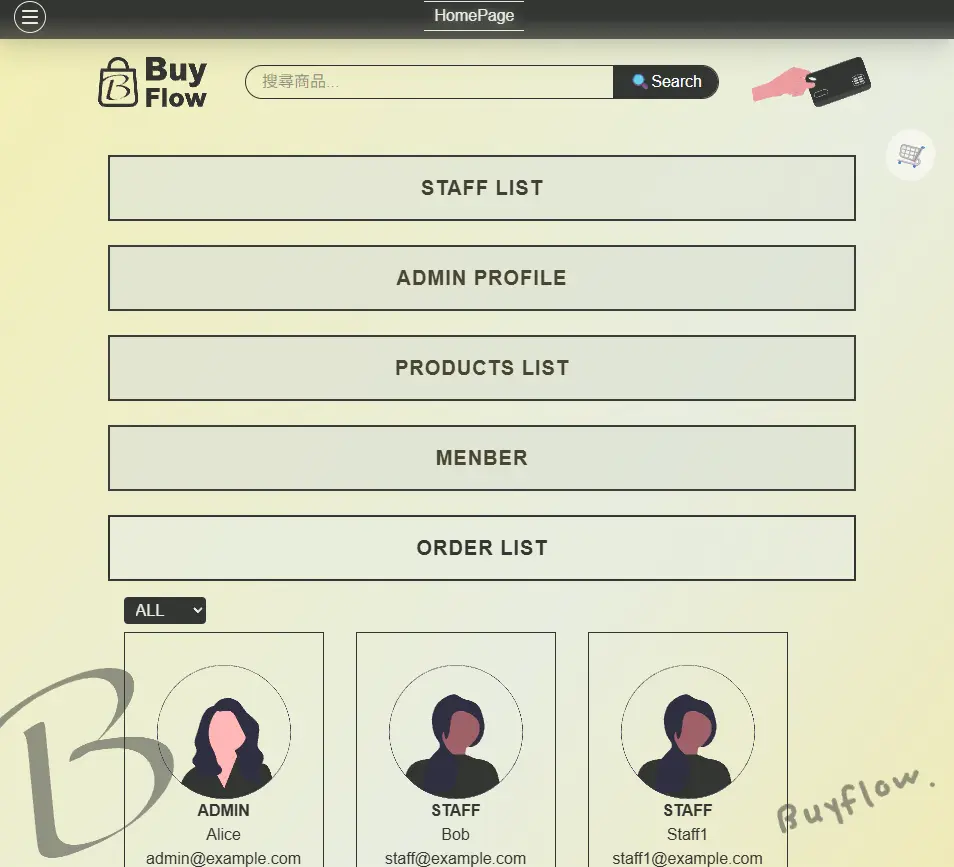 HomePage
Buy
Flow
搜尋商品...
Search
STAFF LIST
ADMIN PROFILE
PRODUCTS LIST
MENBER
ORDER LIST
ALL
ADMIN
Alice
admin@example.com
STAFF
Bob
staff@example.com
STAFF
Staff1
staff1@example.com
B
Buyflow.